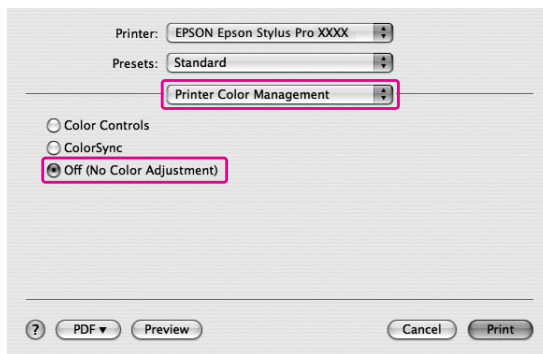 Printer: EPSON Epson Stylus Pro XXXX
Presets: Standard
Printer Color Management
Color Controls
ColorSync
Off (No Color Adjustment)
? PDF▼ Preview Cancel Print